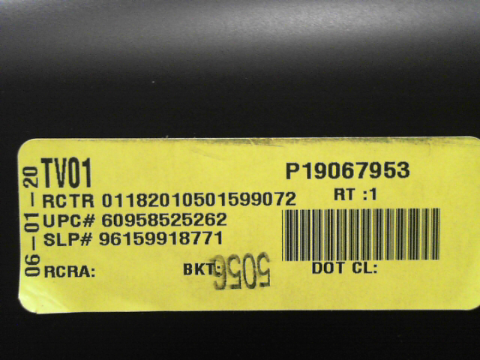 06-01-20
TV01
P19067953
RCTR 01182010501599072
RT :1
UPC# 60958525262
SLP# 96159918771
RCRA:
BKT: 5056
DOT CL: